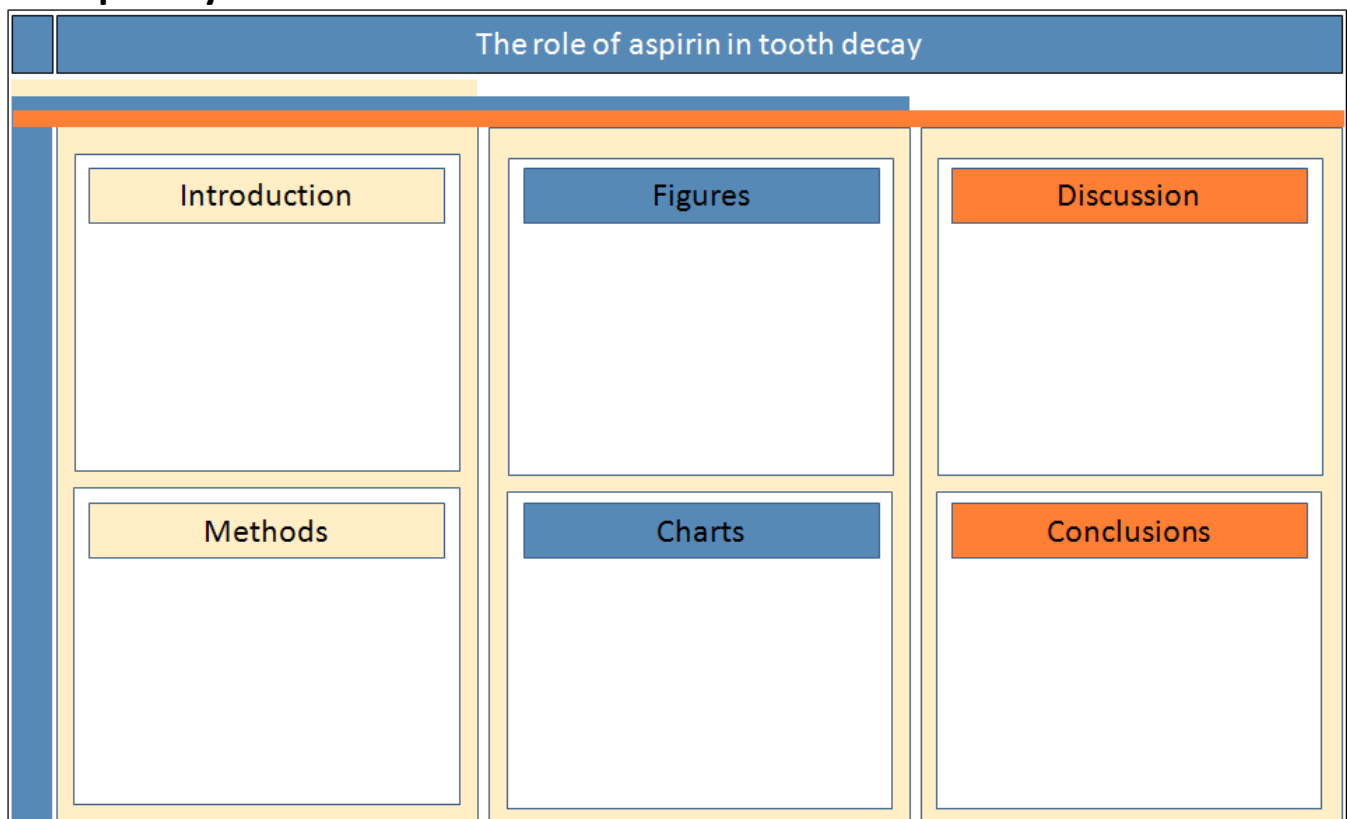 The role of aspirin in tooth decay
Introduction
Figures
Discussion
Methods
Charts
Conclusions